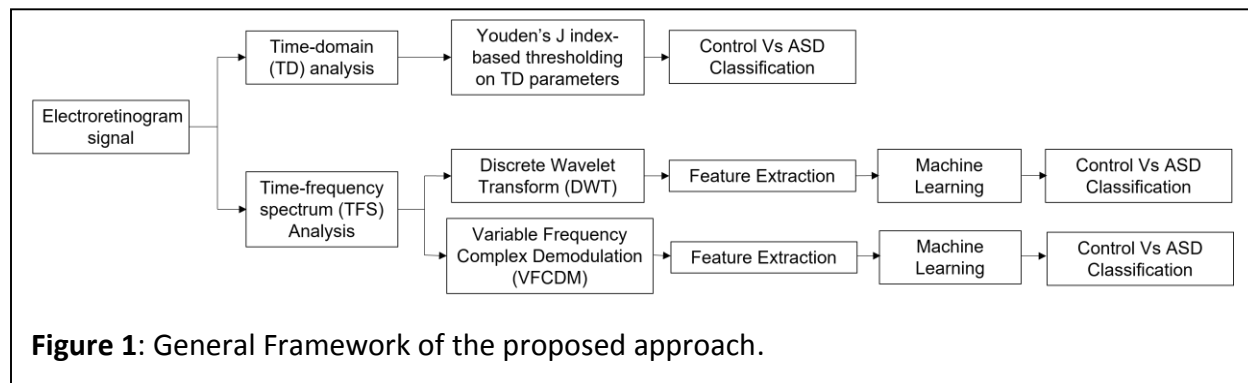 Electroretinogram
signal
Time-domain
(TD) analysis
Youden's J index-
based thresholding
on TD parameters
Control Vs ASD
Classification
Time-frequency
spectrum (TFS)
Analysis
Discrete Wavelet
Transform (DWT)
Feature Extraction
Machine
Learning
Control Vs ASD
Classification
Variable Frequency
Complex Demodulation
(VFCDM)
Feature Extraction
Machine
Learning
Control Vs ASD
Classification
Figure 1: General Framework of the proposed approach.